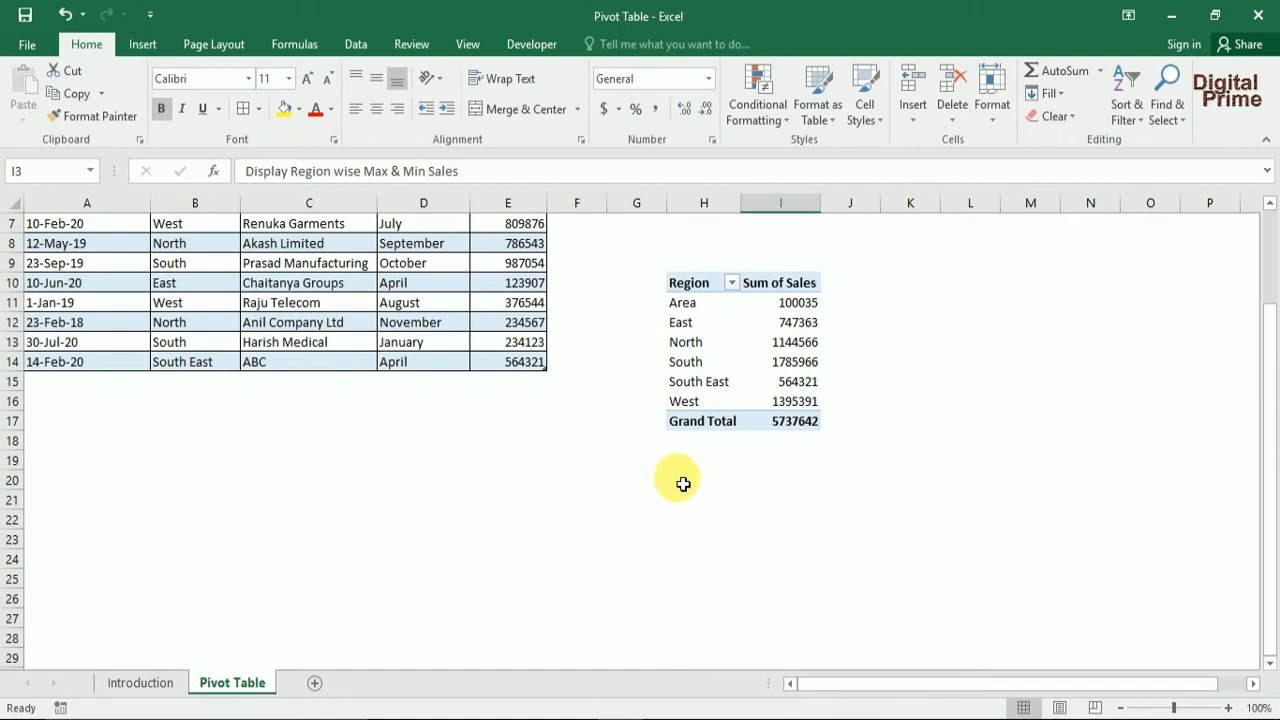 Pivot Table - Excel
File Home Insert Page Layout Formulas Data Review View Developer Tell me what you want to do... Sign in Share
Paste
Cut
Copy
Format Painter
Clipboard
Calibri 11
B I U
Font
Wrap Text
Merge & Center
Alignment
General
$ % ,
Number
Conditional Formatting
Format as Table
Cell Styles
Styles
Insert
Delete
Format
Cells
AutoSum
Fill
Clear
Sort & Filter
Find & Select
Editing
Digital
Prime
I3 fx Display Region wise Max & Min Sales
A B C D E F G H I J K L M N O P
7 10-Feb-20 West Renuka Garments July 809876
8 12-May-19 North Akash Limited September 786543
9 23-Sep-19 South Prasad Manufacturing October 987054
10 10-Jun-20 East Chaitanya Groups April 123907 Region Sum of Sales
11 1-Jan-19 West Raju Telecom August 376544 Area 100035
12 23-Feb-18 North Anil Company Ltd November 234567 East 747363
13 30-Jul-20 South Harish Medical January 234123 North 1144566
14 14-Feb-20 South East ABC April 564321 South 1785966
15 South East 564321
16 West 1395391
17 Grand Total 5737642
18
19
20
21
22
23
24
25
26
27
28
29
Introduction Pivot Table
Ready 100%